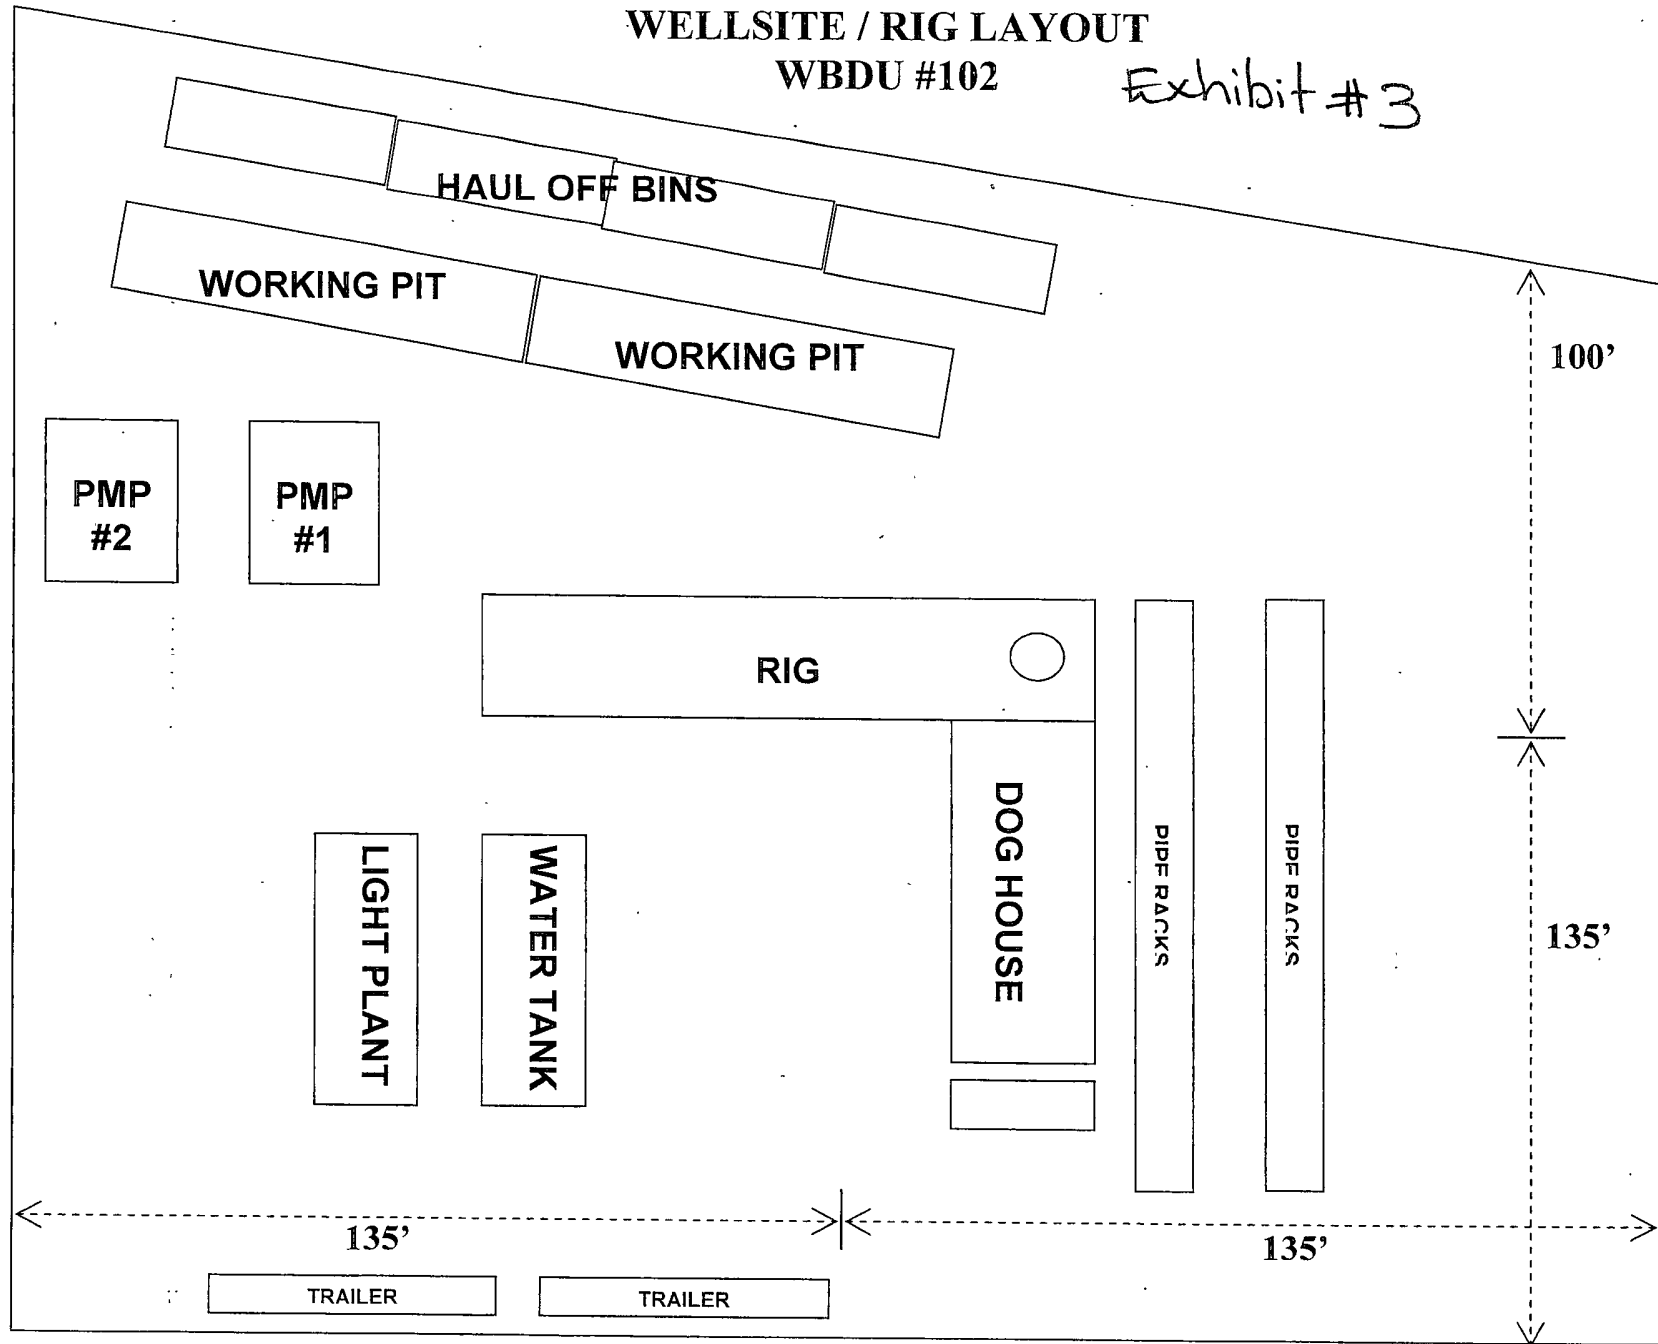 WELLSITE / RIG LAYOUT
WBDU #102
Exhibit #3
HAUL OFF BINS
WORKING PIT
WORKING PIT
100’
PMP
#2
PMP
#1
RIG
DOG HOUSE
PIPE RACKS
PIPE RACKS
LIGHT PLANT
WATER TANK
135’
135’
135’
TRAILER
TRAILER